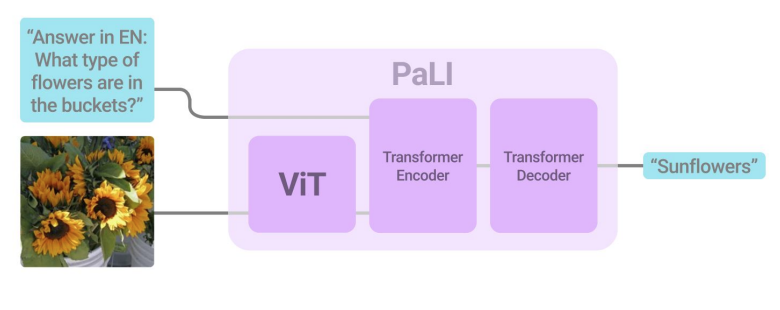 “Answer in EN:
What type of
flowers are in
the buckets?”
PaLI
ViT
Transformer
Encoder
Transformer
Decoder
“Sunflowers”